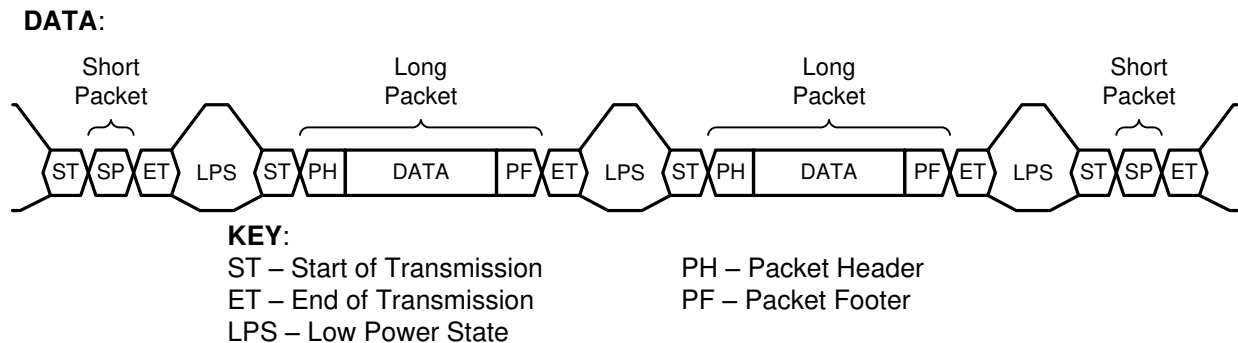 DATA:
Short Packet
Long Packet
Long Packet
Short Packet
ST SP ET LPS ST PH DATA PF ET LPS ST PH DATA PF ET LPS ST SP ET
KEY:
ST – Start of Transmission
ET – End of Transmission
LPS – Low Power State
PH – Packet Header
PF – Packet Footer